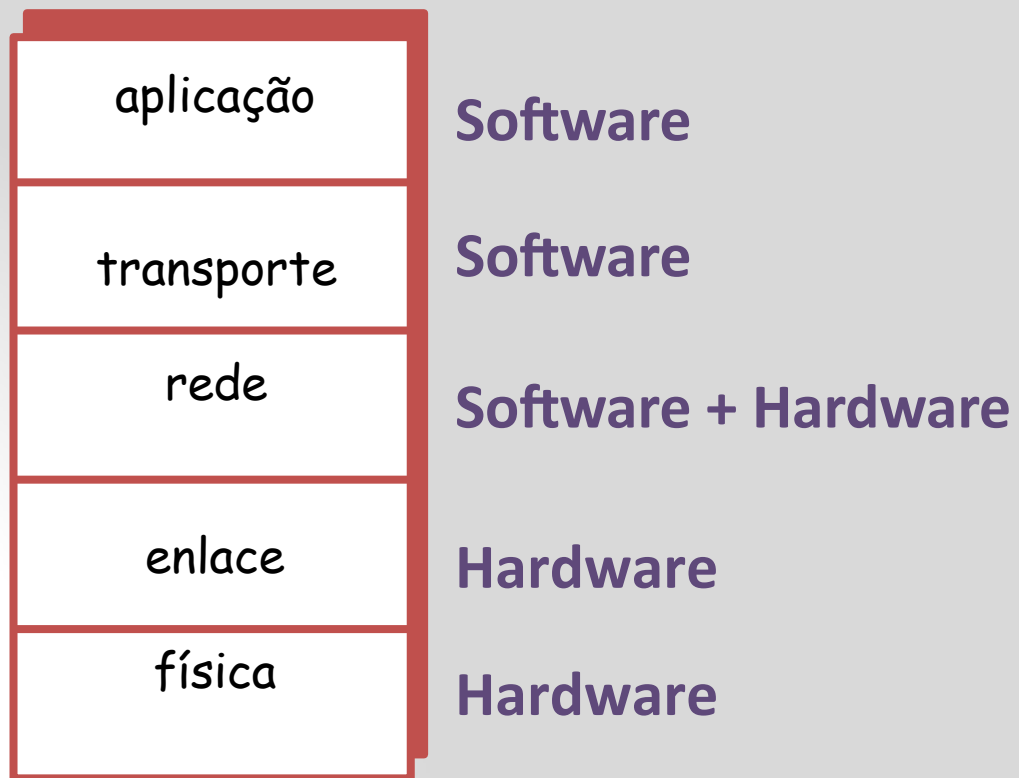 aplicação
Software
transporte
Software
rede
Software + Hardware
enlace
Hardware
física
Hardware